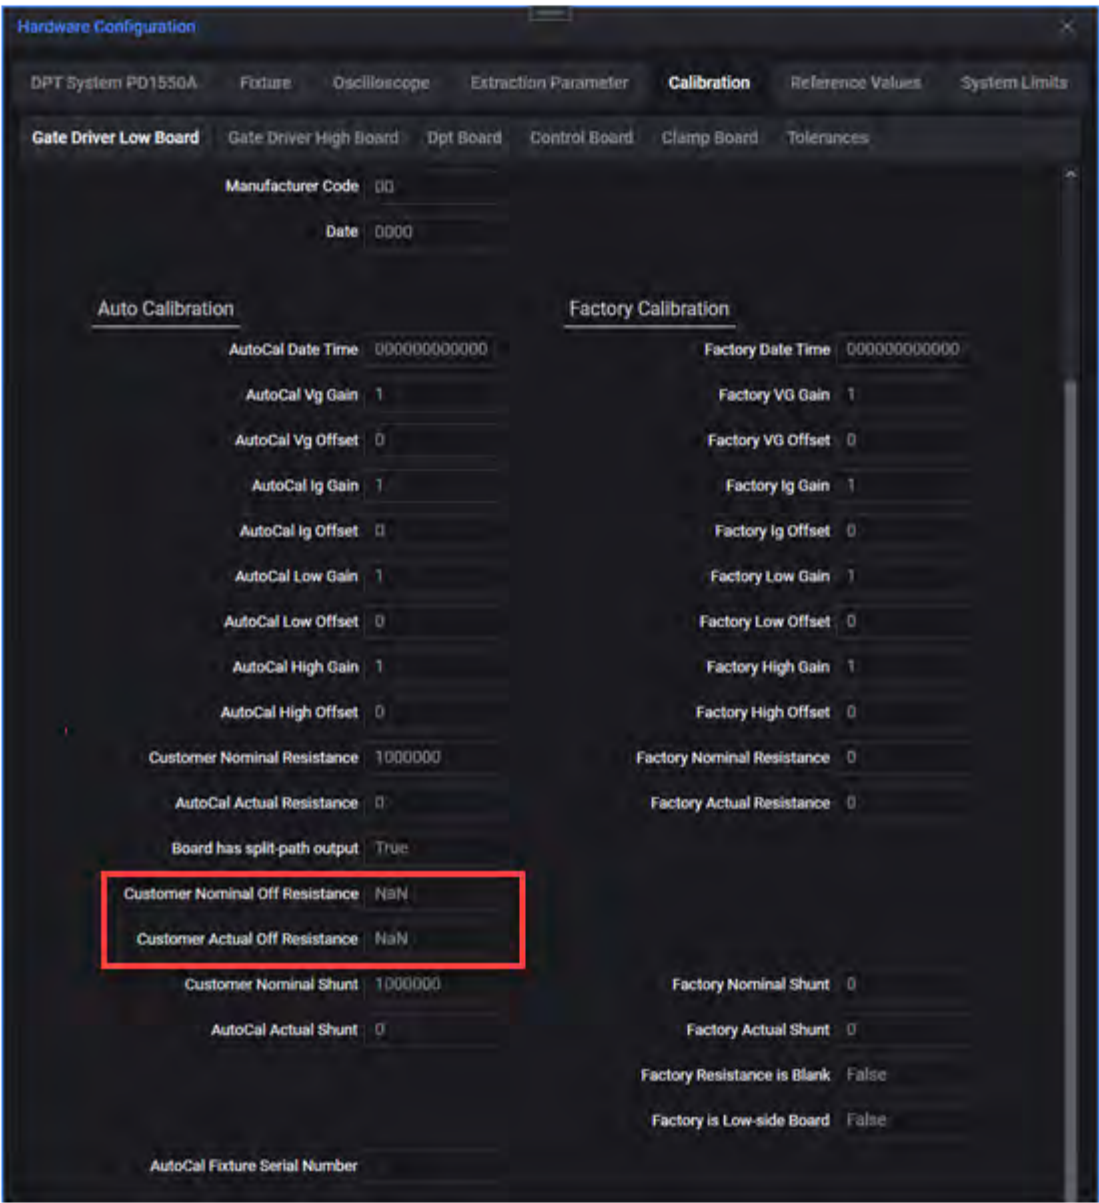 Hardware Configuration
DPT System PD1550A Fixture Oscilloscope Extraction Parameter Calibration Reference Values System Limits
Gate Driver Low Board Gate Driver High Board Dpt Board Control Board Clamp Board Tolerances
Manufacturer Code 00
Date 0000
Auto Calibration Factory Calibration
AutoCal Date Time 000000000000 Factory Date Time 000000000000
AutoCal Vg Gain 1 Factory VG Gain 1
AutoCal Vg Offset 0 Factory VG Offset 0
AutoCal Ig Gain 1 Factory Ig Gain 1
AutoCal Ig Offset 0 Factory Ig Offset 0
AutoCal Low Gain 1 Factory Low Gain 1
AutoCal Low Offset 0 Factory Low Offset 0
AutoCal High Gain 1 Factory High Gain 1
AutoCal High Offset 0 Factory High Offset 0
Customer Nominal Resistance 1000000 Factory Nominal Resistance 0
AutoCal Actual Resistance 0 Factory Actual Resistance 0
Board has split-path output True
Customer Nominal Off Resistance NaN
Customer Actual Off Resistance NaN
Customer Nominal Shunt 1000000 Factory Nominal Shunt 0
AutoCal Actual Shunt 0 Factory Actual Shunt 0
Factory Resistance is Blank False
Factory is Low-side Board False
AutoCal Fixture Serial Number